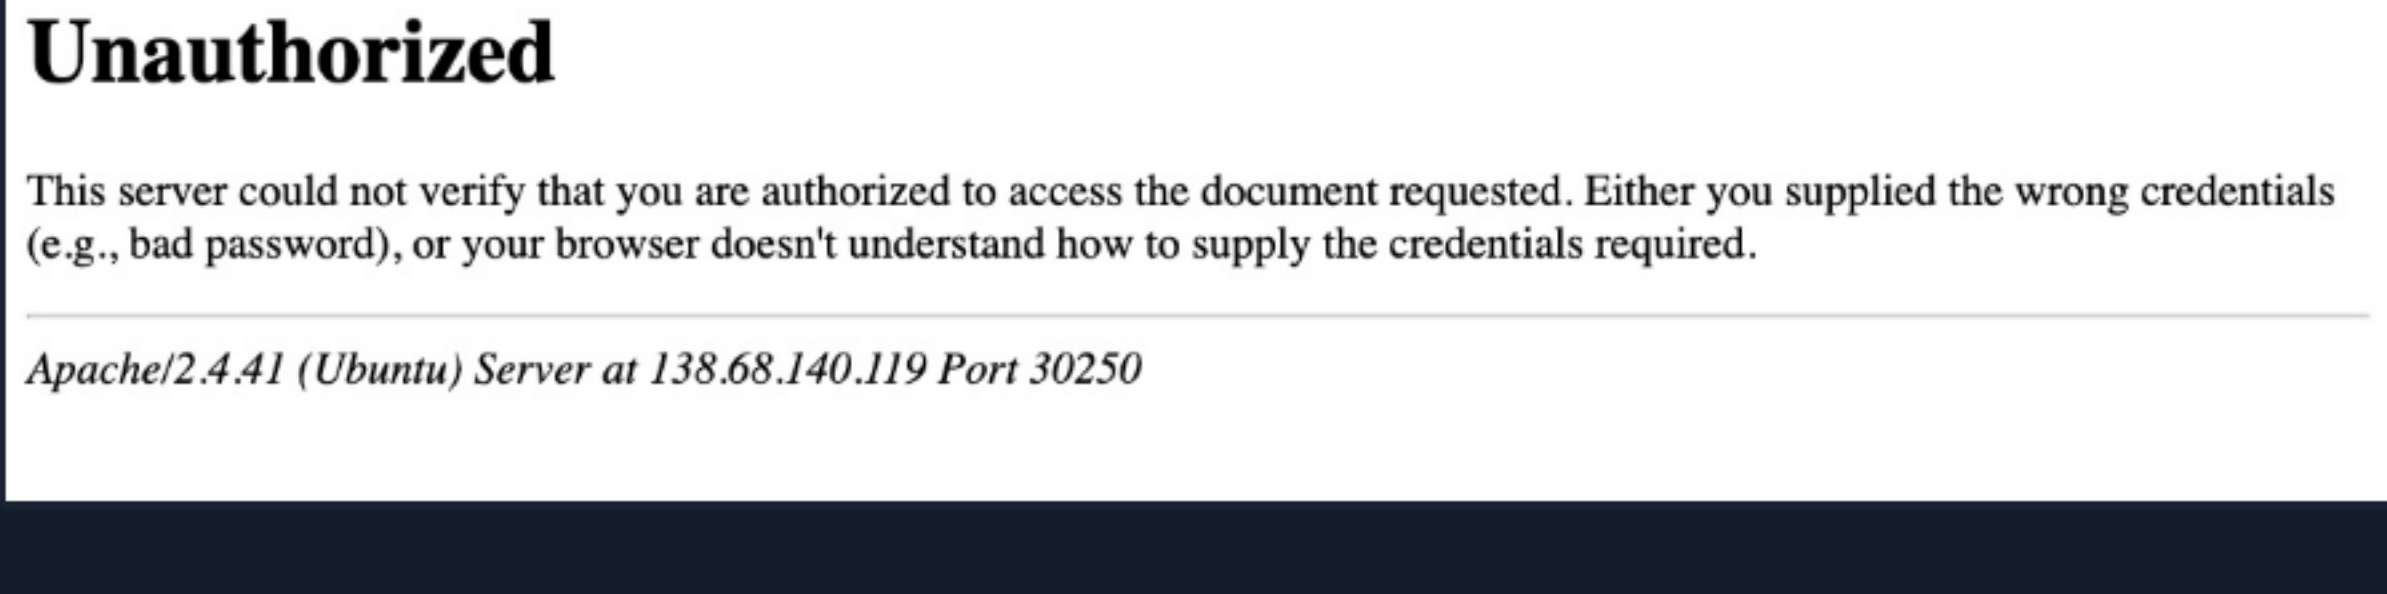 Unauthorized
This server could not verify that you are authorized to access the document requested. Either you supplied the wrong credentials
(e.g., bad password), or your browser doesn't understand how to supply the credentials required.
Apache/2.4.41 (Ubuntu) Server at 138.68.140.119 Port 30250